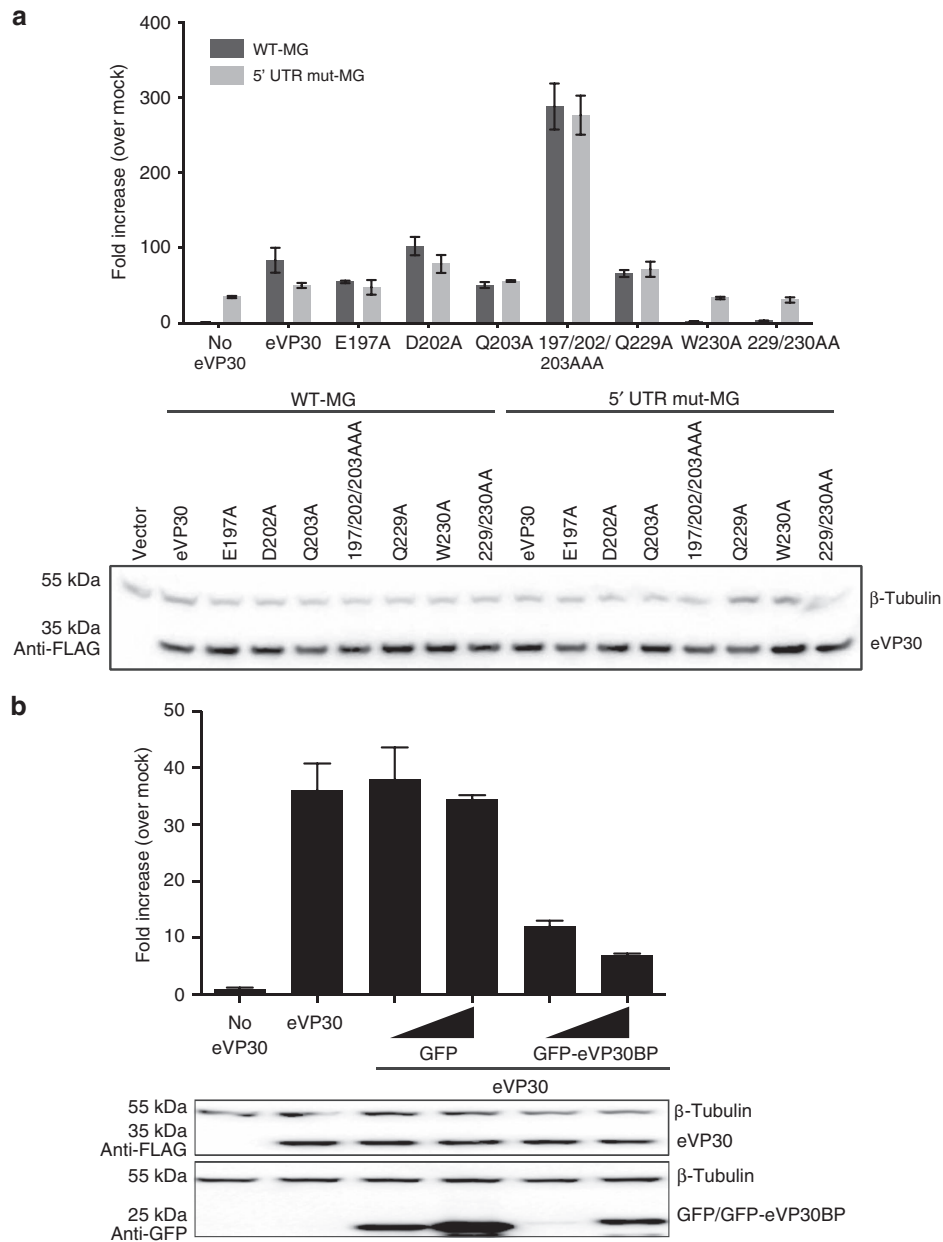 a
400
300
200
100
0
Fold increase (over mock)
WT-MG
5′ UTR mut-MG
No eVP30
eVP30
E197A
D202A
Q203A
197/202/
203AAA
Q229A
W230A
229/230AA
WT-MG
5′ UTR mut-MG
Vector
eVP30
E197A
D202A
Q203A
197/202/203AAA
Q229A
W230A
229/230AA
eVP30
E197A
D202A
Q203A
197/202/203AAA
Q229A
W230A
229/230AA
55 kDa
35 kDa
Anti-FLAG
β-Tubulin
eVP30
b
50
40
30
20
10
0
Fold increase (over mock)
No
eVP30
eVP30
GFP
GFP-eVP30BP
eVP30
55 kDa
35 kDa
Anti-FLAG
β-Tubulin
eVP30
55 kDa
25 kDa
Anti-GFP
β-Tubulin
GFP/GFP-eVP30BP